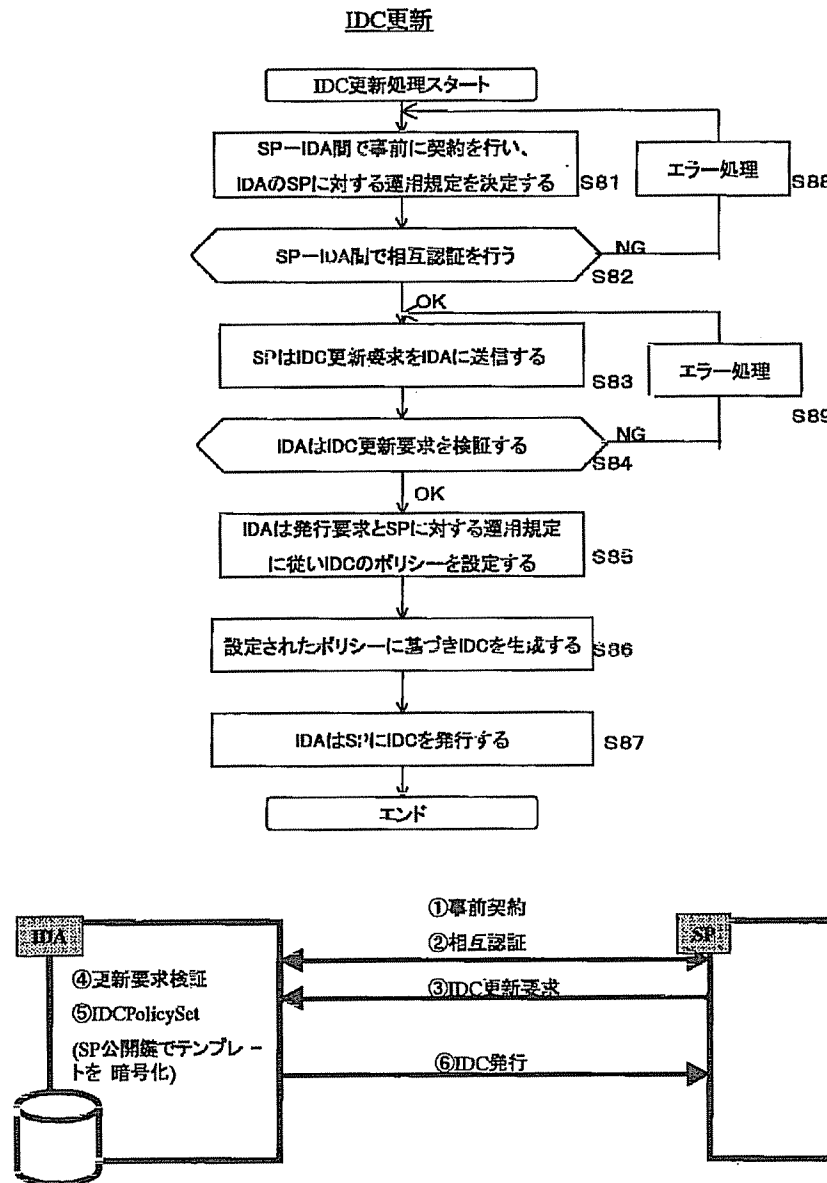 IDC更新
IDC更新処理スタート
SPーIDA間で事前に契約を行い、
IDAのSPに対する運用規定を決定する
S81
エラー処理
S88
SPーIDA間で相互認証を行う
NG
S82
OK
SPはIDC更新要求をIDAに送信する
S83
エラー処理
S89
IDAはIDC更新要求を検証する
NG
S84
OK
IDAは発行要求とSPに対する運用規定
に従いIDCのポリシーを設定する
S85
設定されたポリシーに基づきIDCを生成する
S86
IDAはSPにIDCを発行する
S87
エンド
IDA
①事前契約
SP
②相互認証
④更新要求検証
③IDC更新要求
⑤IDCPolicySet
(SP公開鍵でテンプレー
トを 暗号化)
⑥IDC発行